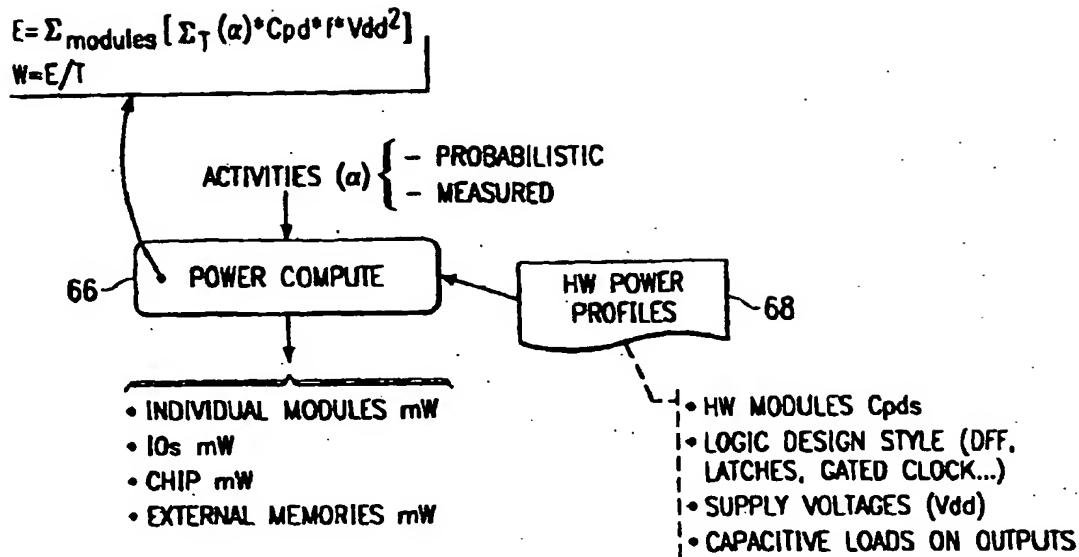 E=Σmodules[ΣT(α)*Cpd*f*Vdd²]
W=E/T
ACTIVITIES (α) { - PROBABILISTIC
- MEASURED
66
POWER COMPUTE
HW POWER
PROFILES
68
• INDIVIDUAL MODULES mW
• IOs mW
• CHIP mW
• EXTERNAL MEMORIES mW
• HW MODULES Cpds
• LOGIC DESIGN STYLE (DFF,
LATCHES, GATED CLOCK...)
• SUPPLY VOLTAGES (Vdd)
• CAPACITIVE LOADS ON OUTPUTS